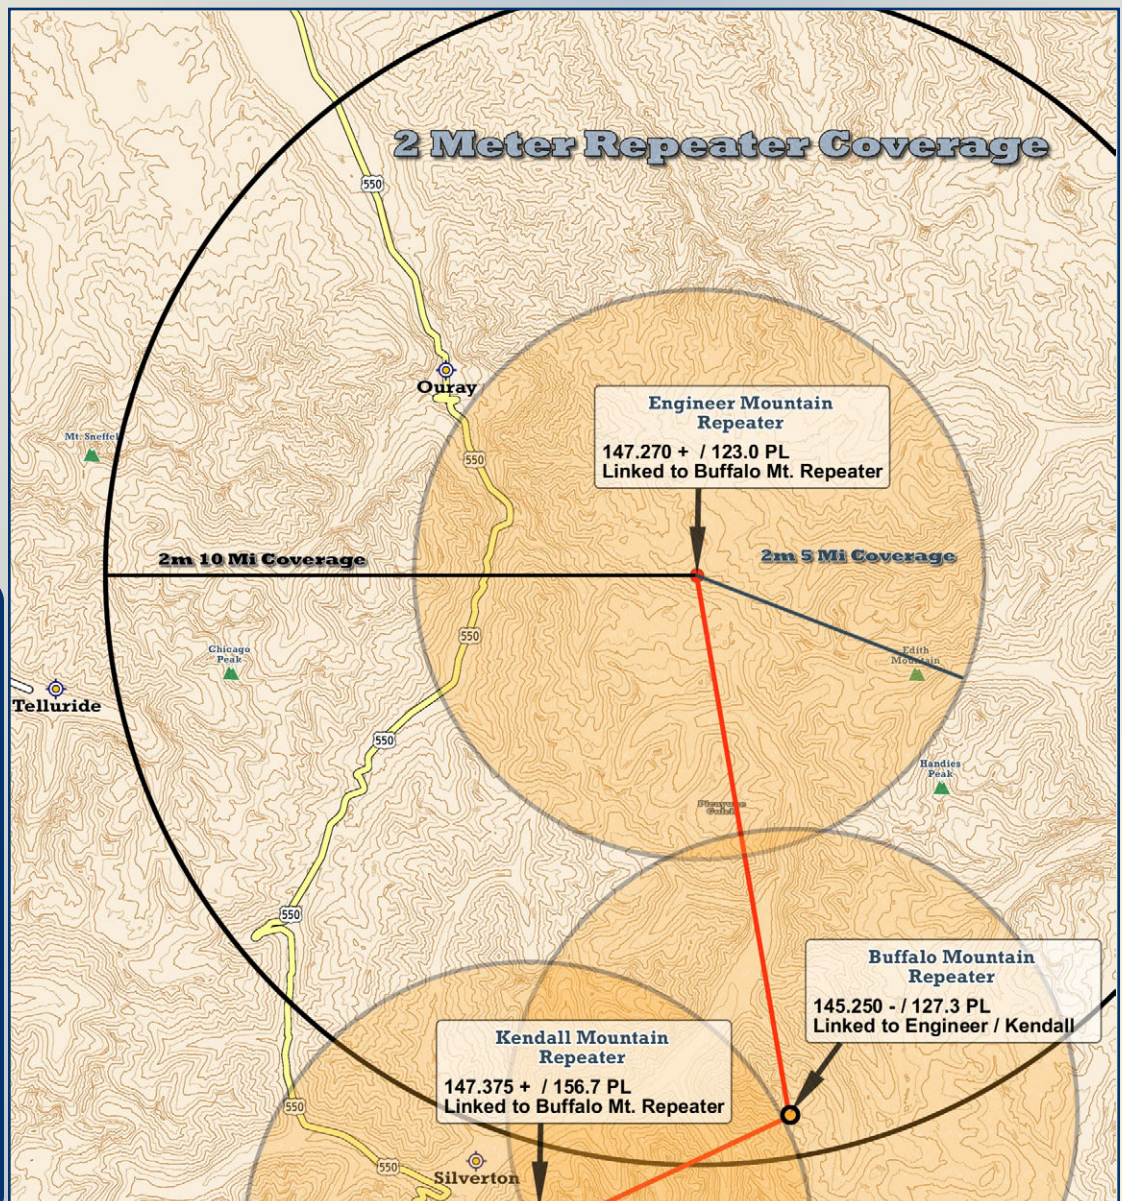 2 Meter Repeater Coverage
550
Ouray
Engineer Mountain
Repeater
147.270 + / 123.0 PL
Linked to Buffalo Mt. Repeater
Mt. Sneffel
550
2m 10 Mi Coverage
2m 5 Mi Coverage
550
Chicago
Peak
Edith
Mountain
Telluride
550
Handies
Peak
Picayune
Gulch
550
Buffalo Mountain
Repeater
145.250 - / 127.3 PL
Linked to Engineer / Kendall
Kendall Mountain
Repeater
147.375 + / 156.7 PL
Linked to Buffalo Mt. Repeater
550
550
Silverton